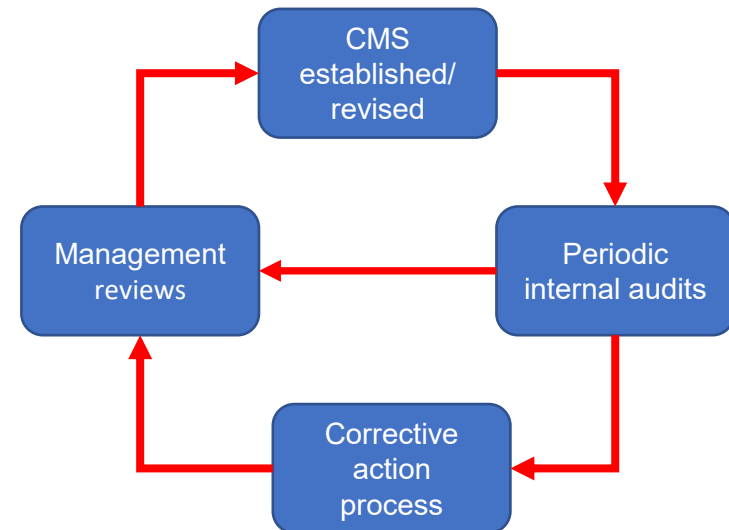 CMS
established/
revised
Management
reviews
Periodic
internal audits
Corrective
action
process